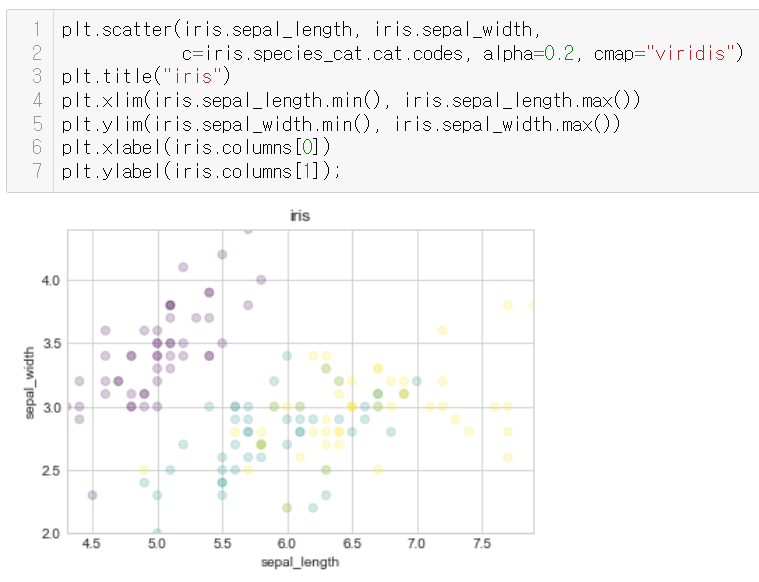 1 plt.scatter(iris.sepal_length, iris.sepal_width,
2 c=iris.species_cat.cat.codes, alpha=0.2, cmap="viridis")
3 plt.title("iris")
4 plt.xlim(iris.sepal_length.min(), iris.sepal_length.max())
5 plt.ylim(iris.sepal_width.min(), iris.sepal_width.max())
6 plt.xlabel(iris.columns[0])
7 plt.ylabel(iris.columns[1]);
iris
4.0
3.5
sepal_width
3.0
2.5
2.0
4.5 5.0 5.5 6.0 6.5 7.0 7.5
sepal_length